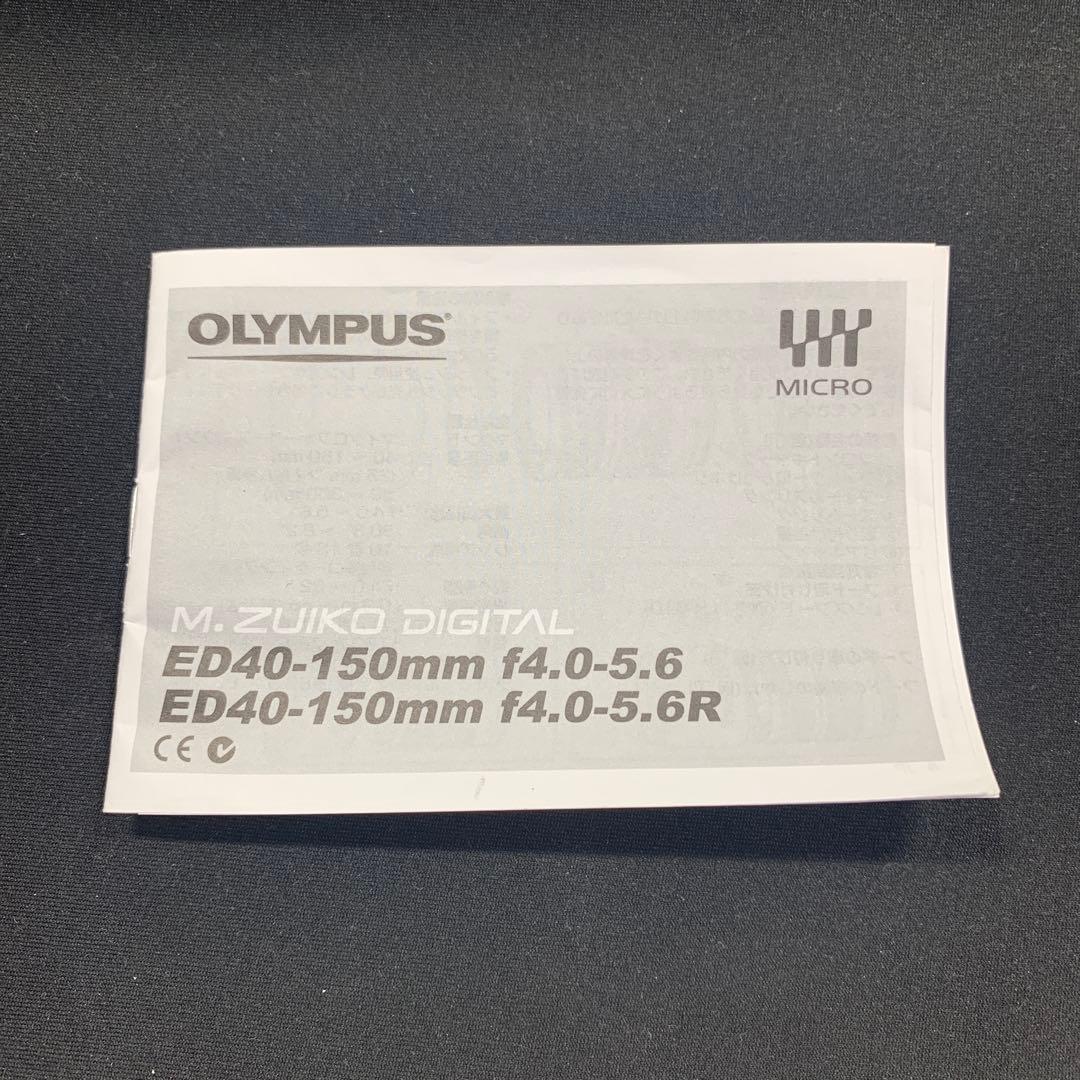 OLYMPUS®
MICRO
M.ZUIKO DIGITAL
ED40-150mm f4.0-5.6
ED40-150mm f4.0-5.6R
CE